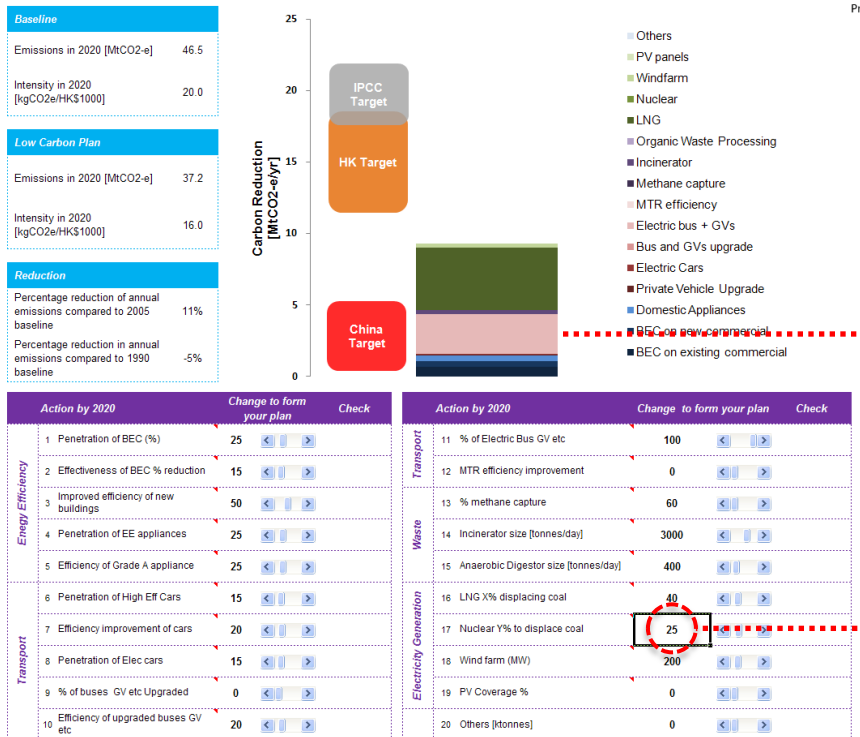 Baseline
Emissions in 2020 [MtCO2-e] 46.5
Intensity in 2020
[kgCO2e/HK$1000] 20.0
Low Carbon Plan
Emissions in 2020 [MtCO2-e] 37.2
Intensity in 2020
[kgCO2e/HK$1000] 16.0
Reduction
Percentage reduction of annual
emissions compared to 2005 11%
baseline
Percentage reduction in annual
emissions compared to 1990 -5%
baseline
Carbon Reduction
[MtCO2-e/yr]
25
20
15
10
5
0
IPCC
Target
HK Target
China
Target
Pr
Others
PV panels
Windfarm
Nuclear
LNG
Organic Waste Processing
Incinerator
Methane capture
MTR efficiency
Electric bus + GVs
Bus and GVs upgrade
Electric Cars
Private Vehicle Upgrade
Domestic Appliances
BEC on new commercial
BEC on existing commercial
Action by 2020 Change to form
your plan Check
Enegy Efficiency
1 Penetration of BEC (%) 25
2 Effectiveness of BEC % reduction 15
3 Improved efficiency of new
buildings 50
4 Penetration of EE appliances 25
5 Efficiency of Grade A appliance 25
Transport
6 Penetration of High Eff Cars 15
7 Efficiency improvement of cars 20
8 Penetration of Elec cars 15
9 % of buses GV etc Upgraded 0
10 Efficiency of upgraded buses GV
etc 20
Action by 2020 Change to form your plan Check
Transport
11 % of Electric Bus GV etc 100
12 MTR efficiency improvement 0
Waste
13 % methane capture 60
14 Incinerator size [tonnes/day] 3000
15 Anaerobic Digestor size [tonnes/day] 400
Electricity Generation
16 LNG X% displacing coal 40
17 Nuclear Y% to displace coal 25
18 Wind farm (MW) 200
19 PV Coverage % 0
20 Others [ktonnes] 0